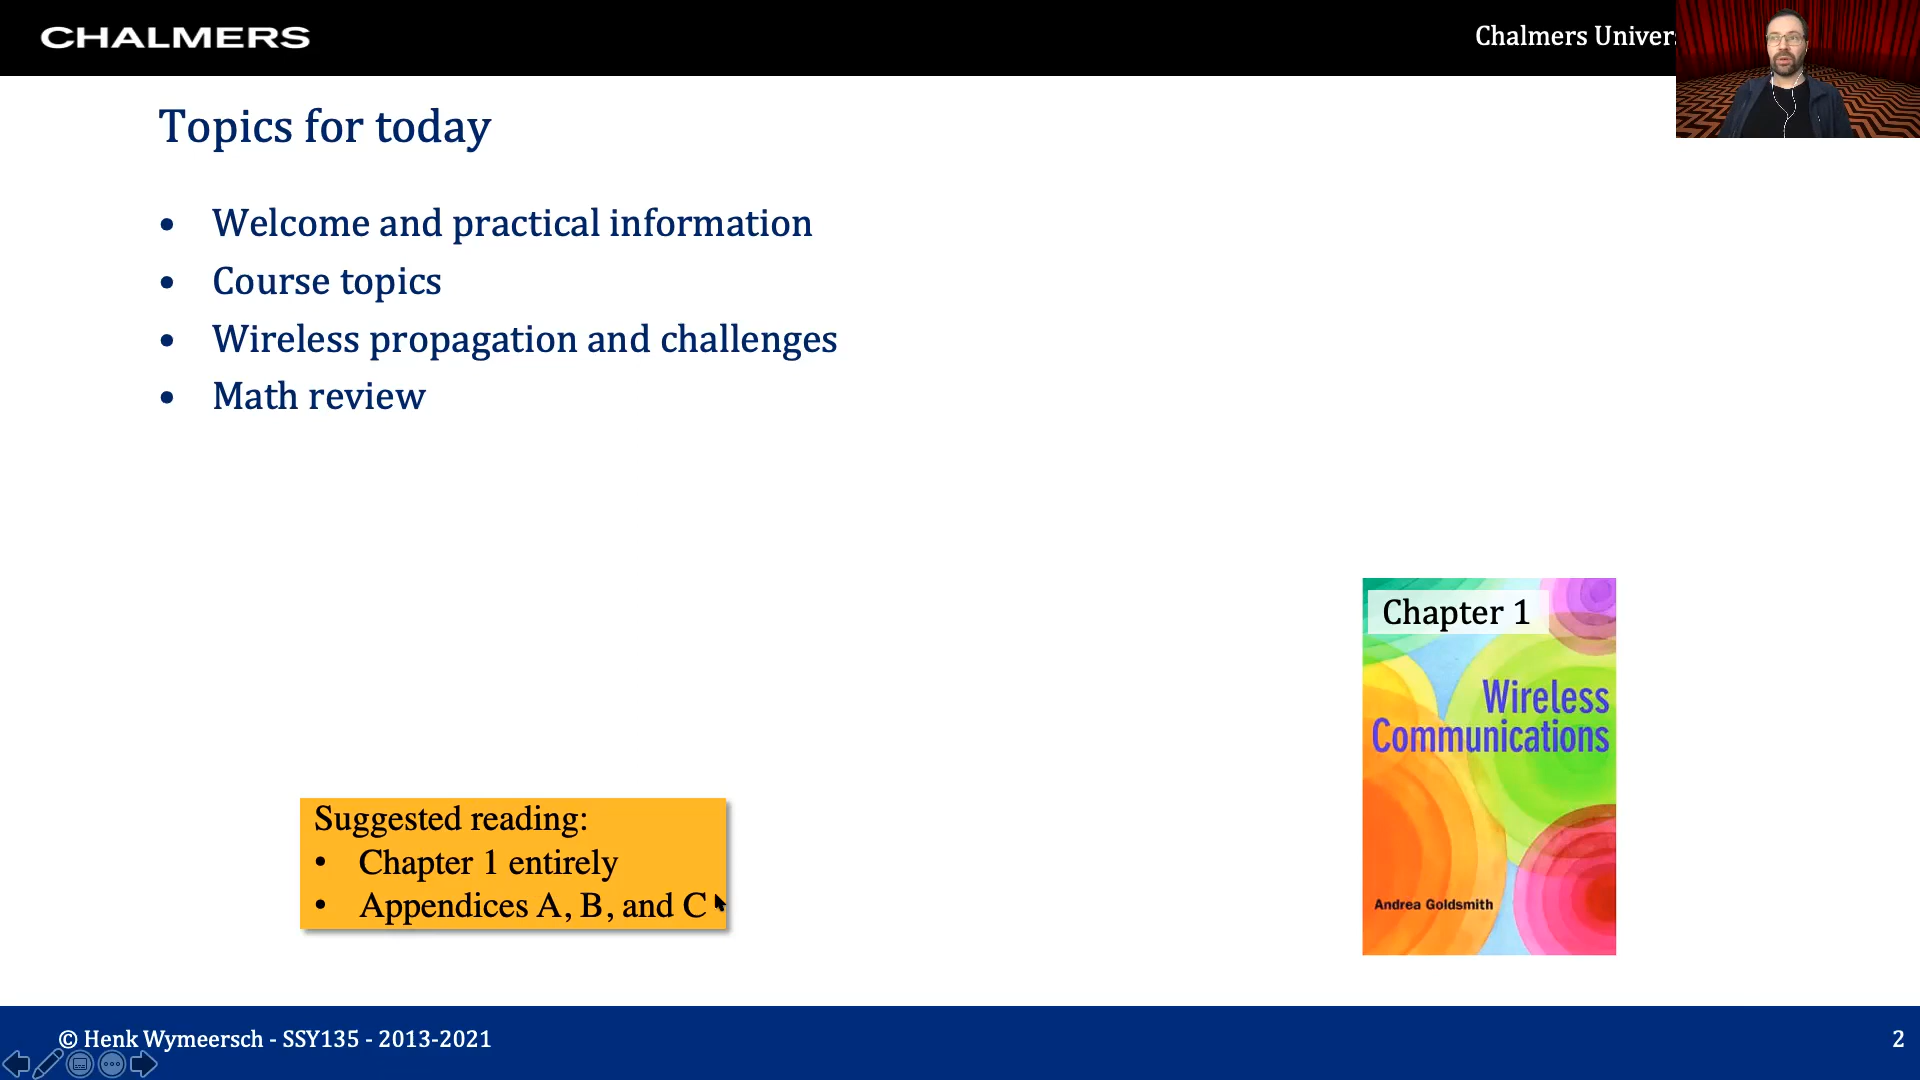 CHALMERS
Chalmers Univers
Topics for today
• Welcome and practical information
• Course topics
• Wireless propagation and challenges
• Math review
Chapter 1
Wireless
Communications
Andrea Goldsmith
Suggested reading:
• Chapter 1 entirely
• Appendices A, B, and C
© Henk Wymeersch - SSY135 - 2013-2021
2